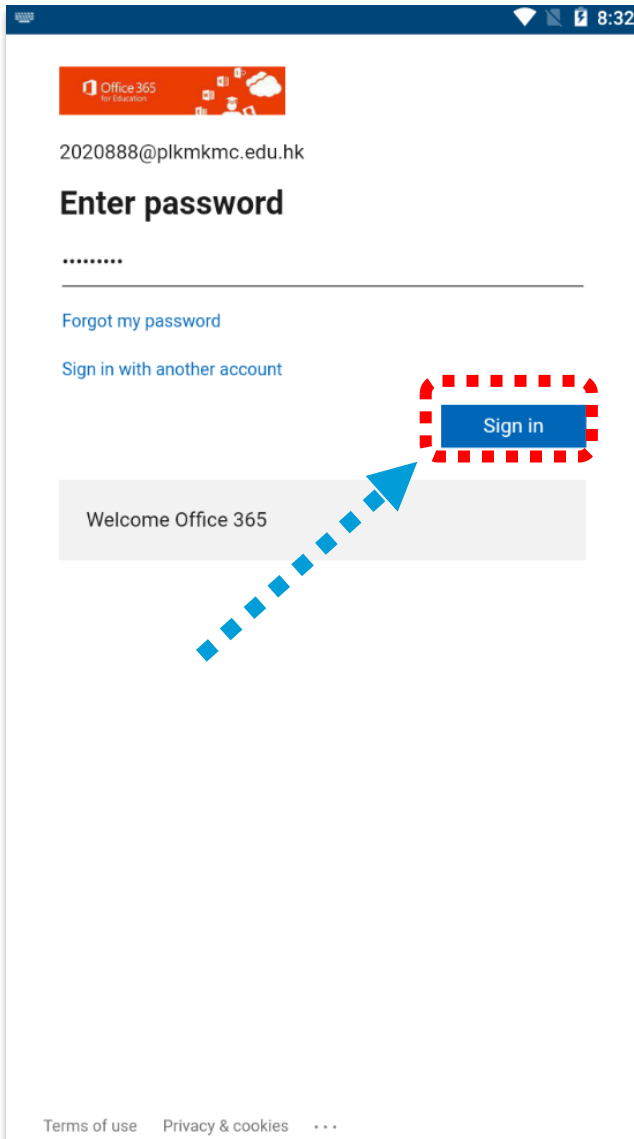 8:32
Office 365
for Education
2020888@plkmkmc.edu.hk
Enter password
•••••••••
Forgot my password
Sign in with another account
Sign in
Welcome Office 365
Terms of use Privacy & cookies ...